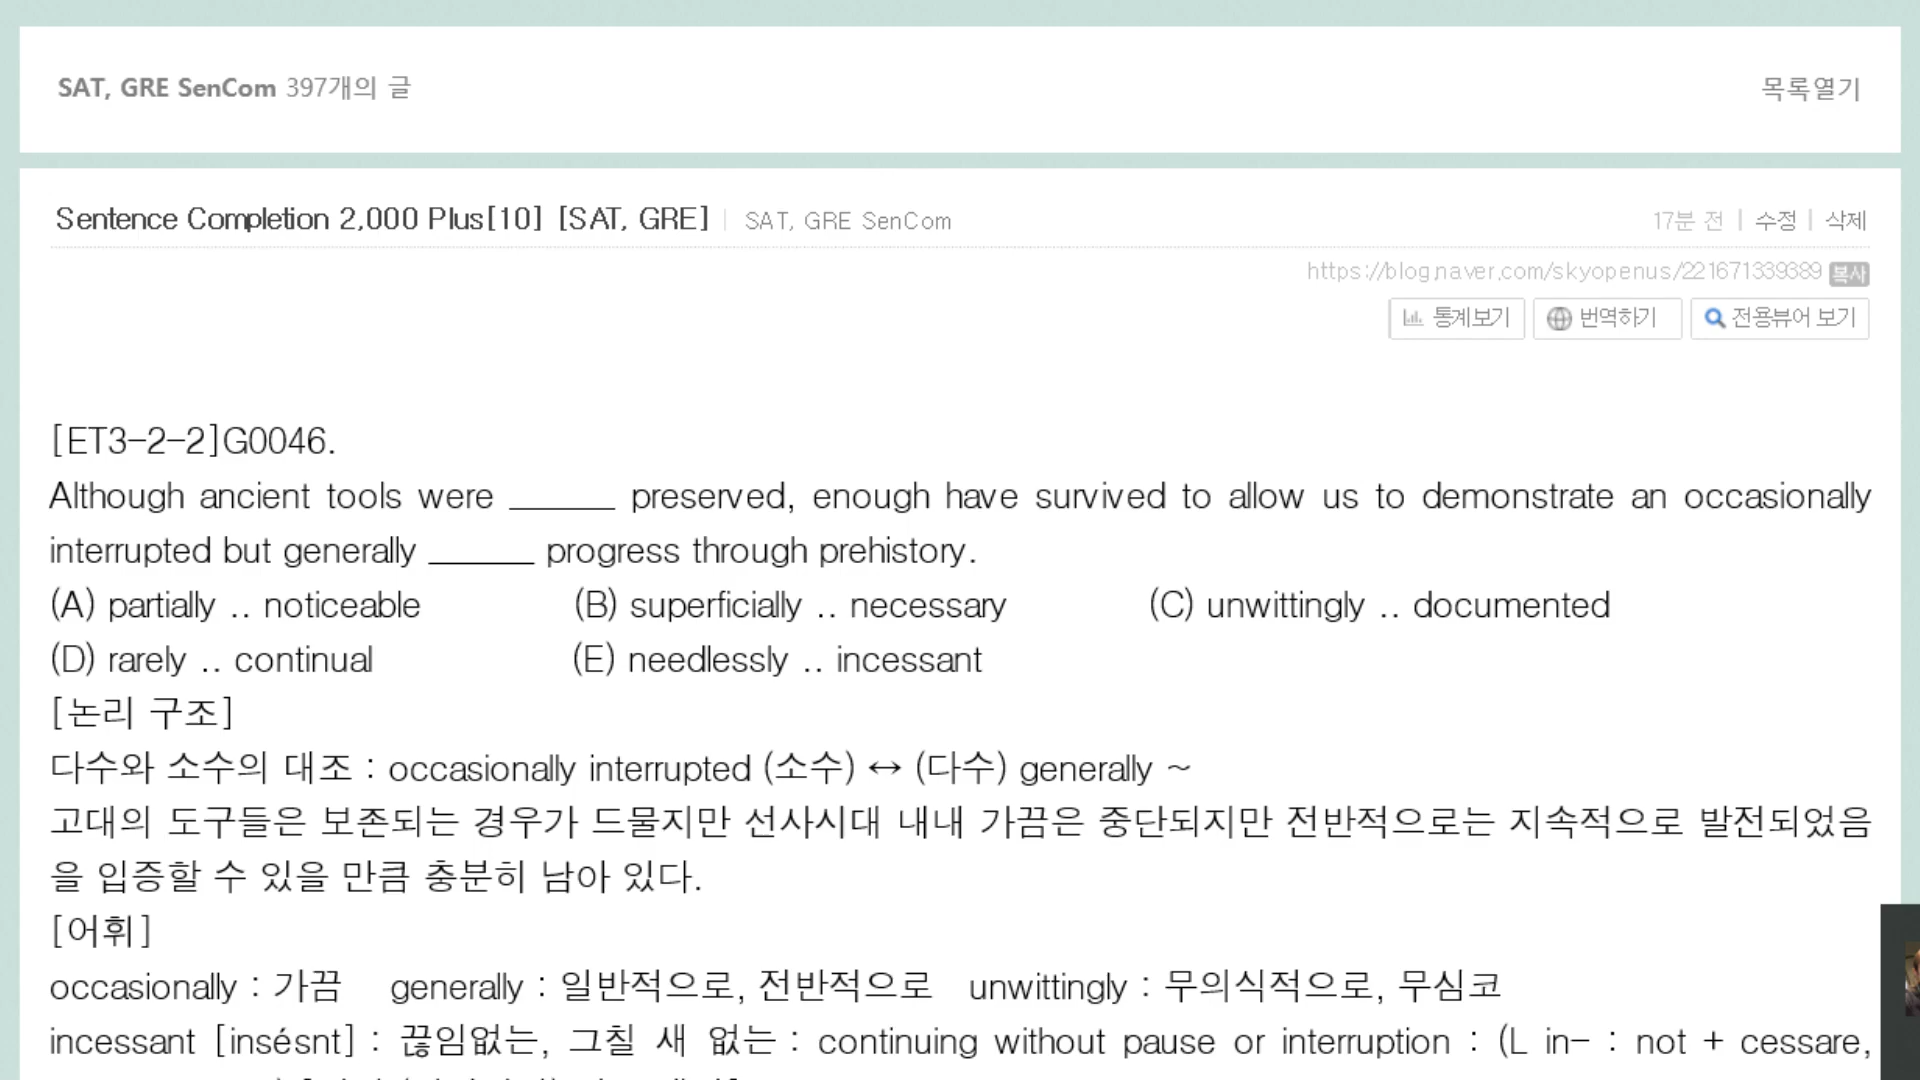 SAT, GRE SenCom 397개의 글
목록열기
Sentence Completion 2,000 Plus[10] [SAT, GRE] | SAT, GRE SenCom
17분 전 | 수정 | 삭제
https://blog.naver.com/skyopenus/221671339389 복사
통계보기 번역하기 전용뷰어 보기
[ET3-2-2]G0046.
Although ancient tools were ______ preserved, enough have survived to allow us to demonstrate an occasionally
interrupted but generally ______ progress through prehistory.
(A) partially .. noticeable (B) superficially .. necessary (C) unwittingly .. documented
(D) rarely .. continual (E) needlessly .. incessant
[논리 구조]
다수와 소수의 대조 : occasionally interrupted (소수) ↔ (다수) generally ~
고대의 도구들은 보존되는 경우가 드물지만 선사시대 내내 가끔은 중단되지만 전반적으로는 지속적으로 발전되었음
을 입증할 수 있을 만큼 충분히 남아 있다.
[어휘]
occasionally : 가끔 generally : 일반적으로, 전반적으로 unwittingly : 무의식적으로, 무심코
incessant [insésnt] : 끊임없는, 그칠 새 없는 : continuing without pause or interruption : (L in- : not + cessare,